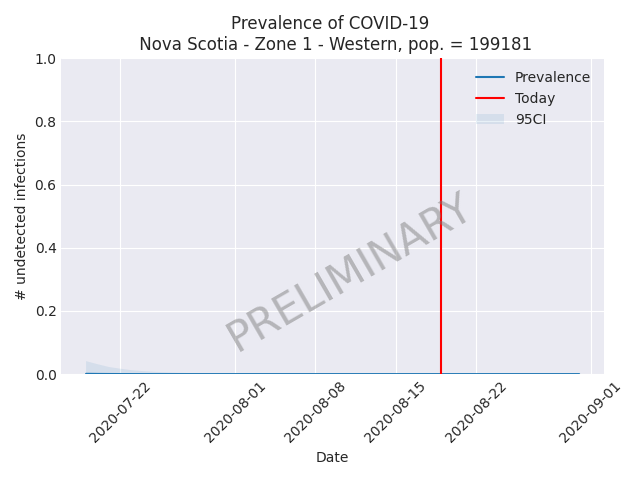 Prevalence of COVID-19
Nova Scotia - Zone 1 - Western, pop. = 199181
1.0
0.8
0.6
0.4
0.2
0.0
# undetected infections
Prevalence
Today
95CI
PRELIMINARY
2020-07-22
2020-08-01
2020-08-08
2020-08-15
2020-08-22
2020-09-01
Date